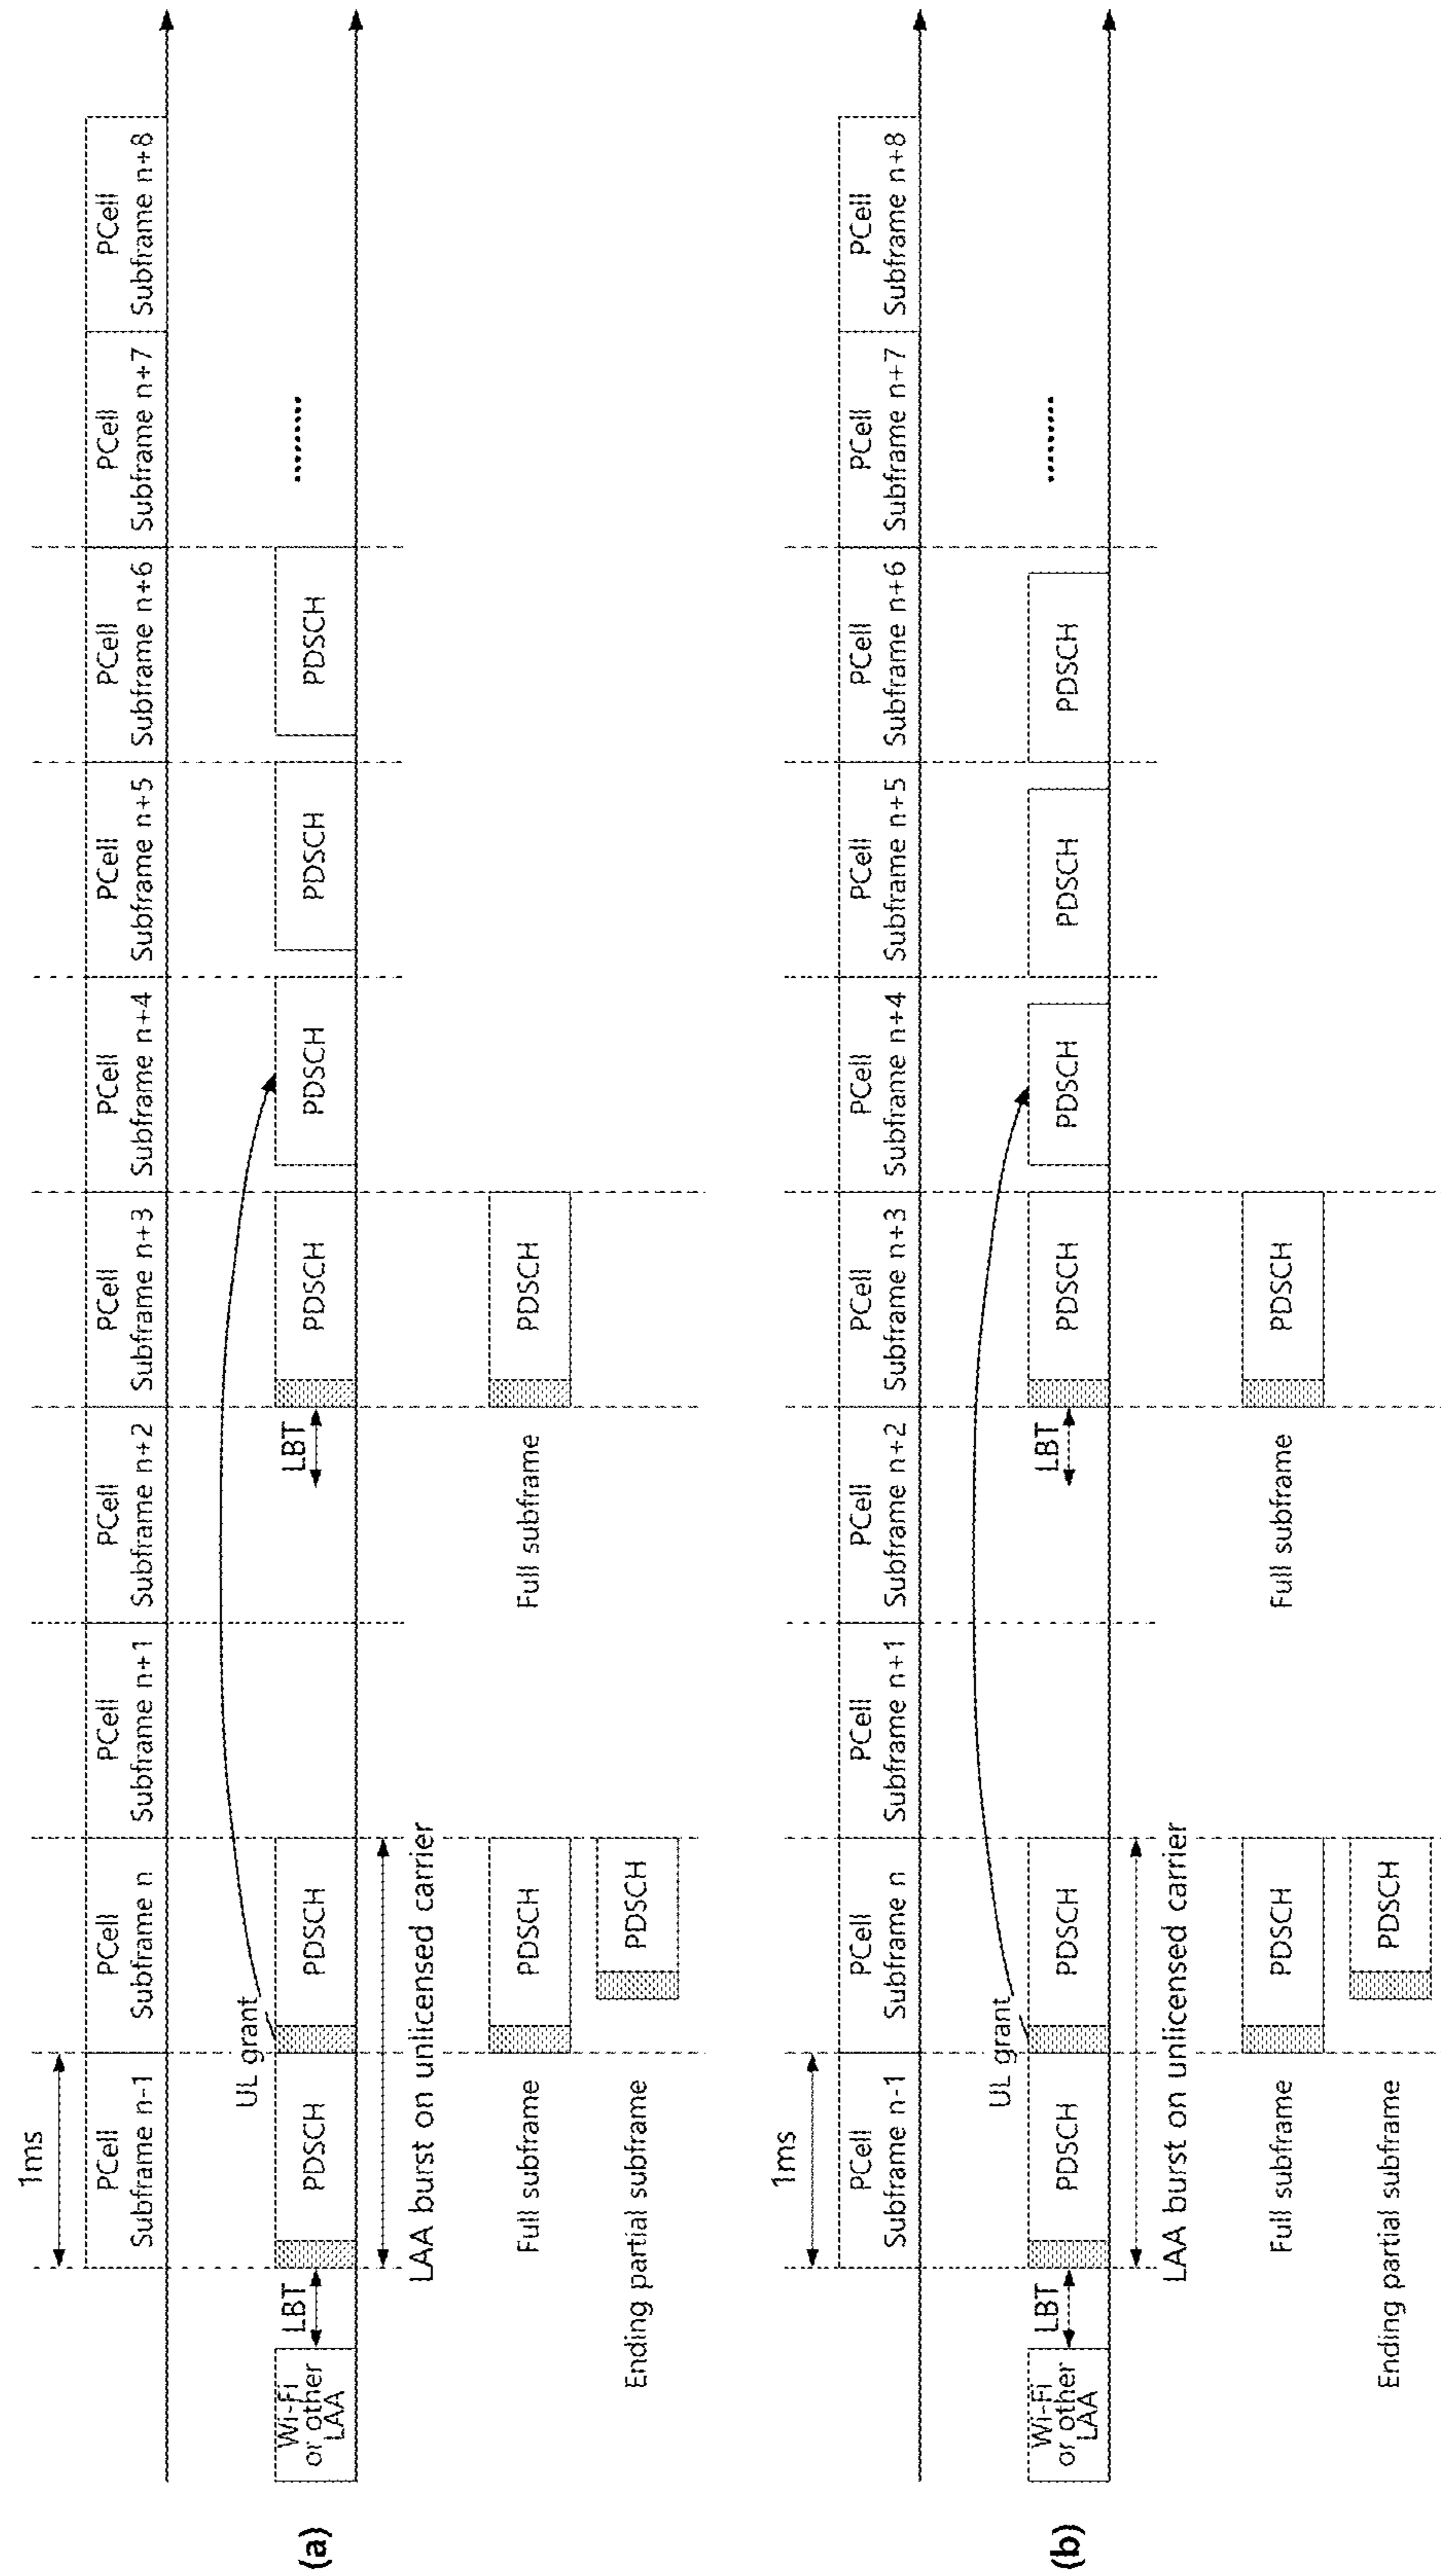 (a)
1ms
PCell
Subframe n-1
PCell
Subframe n
PCell
Subframe n+1
PCell
Subframe n+2
PCell
Subframe n+3
PCell
Subframe n+4
PCell
Subframe n+5
PCell
Subframe n+6
PCell
Subframe n+7
PCell
Subframe n+8
UL grant
Wi-Fi
or other
LAA
LBT
PDSCH
PDSCH
LBT
PDSCH
PDSCH
PDSCH
PDSCH
........
LAA burst on unlicensed carrier
Full subframe
PDSCH
Full subframe
PDSCH
Ending partial subframe
PDSCH
(b)
1ms
PCell
Subframe n-1
PCell
Subframe n
PCell
Subframe n+1
PCell
Subframe n+2
PCell
Subframe n+3
PCell
Subframe n+4
PCell
Subframe n+5
PCell
Subframe n+6
PCell
Subframe n+7
PCell
Subframe n+8
UL grant
Wi-Fi
or other
LAA
LBT
PDSCH
PDSCH
LBT
PDSCH
PDSCH
PDSCH
PDSCH
........
LAA burst on unlicensed carrier
Full subframe
PDSCH
Full subframe
PDSCH
Ending partial subframe
PDSCH